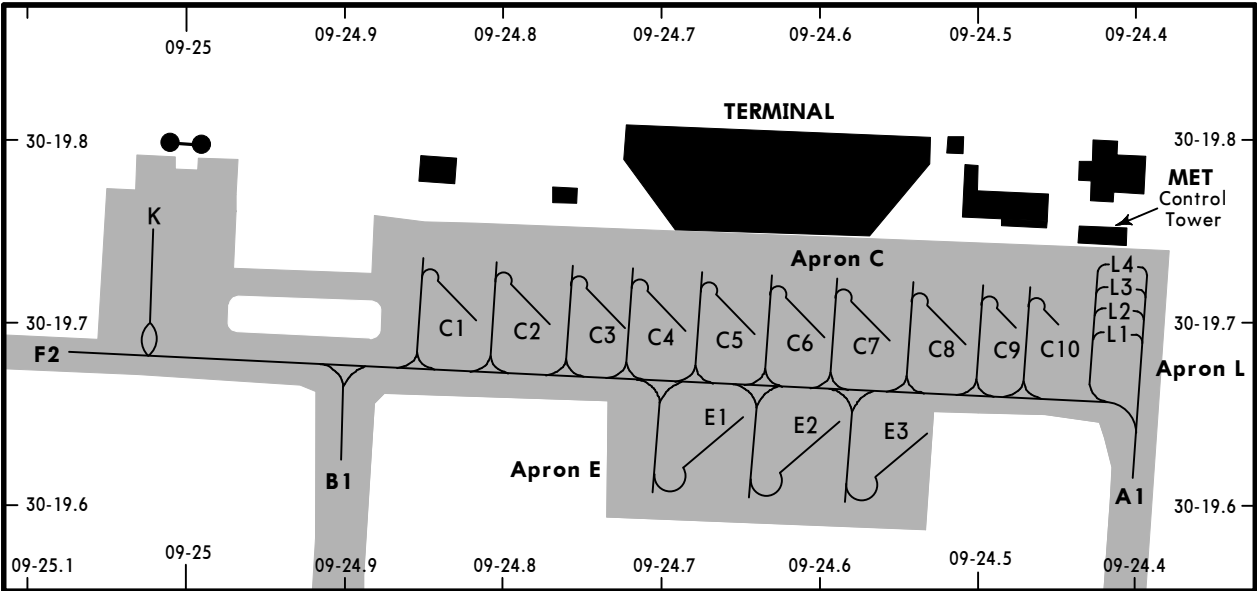 09-25
09-24.9
09-24.8
09-24.7
09-24.6
09-24.5
09-24.4
TERMINAL
30-19.8
30-19.8
MET
Control
Tower
K
Apron C
L4
L3
L2
L1
30-19.7
30-19.7
C1
C2
C3
C4
C5
C6
C7
C8
C9
C10
F2
Apron L
E1
E2
E3
Apron E
B1
A1
30-19.6
30-19.6
09-25.1
09-25
09-24.9
09-24.8
09-24.7
09-24.6
09-24.5
09-24.4